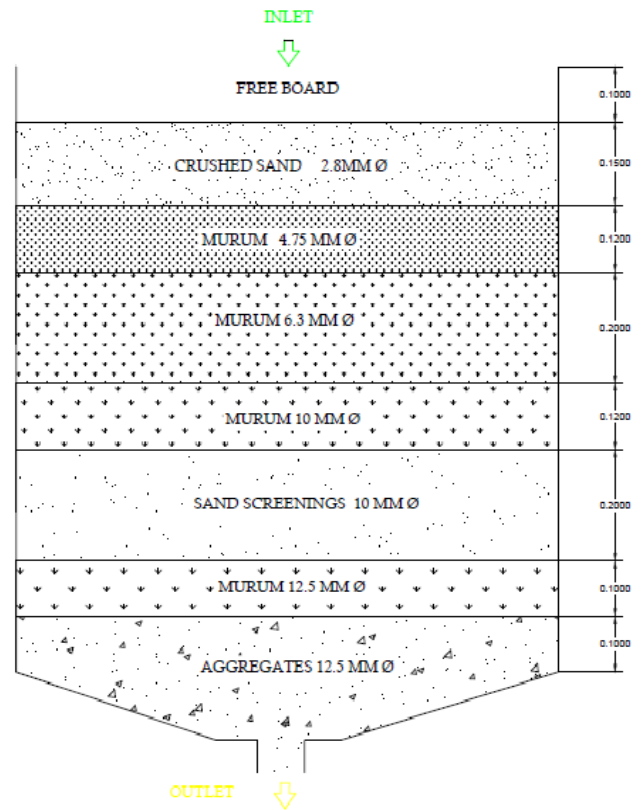 INLET
FREE BOARD
0.1000
CRUSHED SAND 2.8MM Ø
0.1500
MURUM 4.75 MM Ø
0.1200
MURUM 6.3 MM Ø
0.2000
MURUM 10 MM Ø
0.1200
SAND SCREENINGS 10 MM Ø
0.2000
MURUM 12.5 MM Ø
0.1000
AGGREGATES 12.5 MM Ø
0.1000
OUTLET